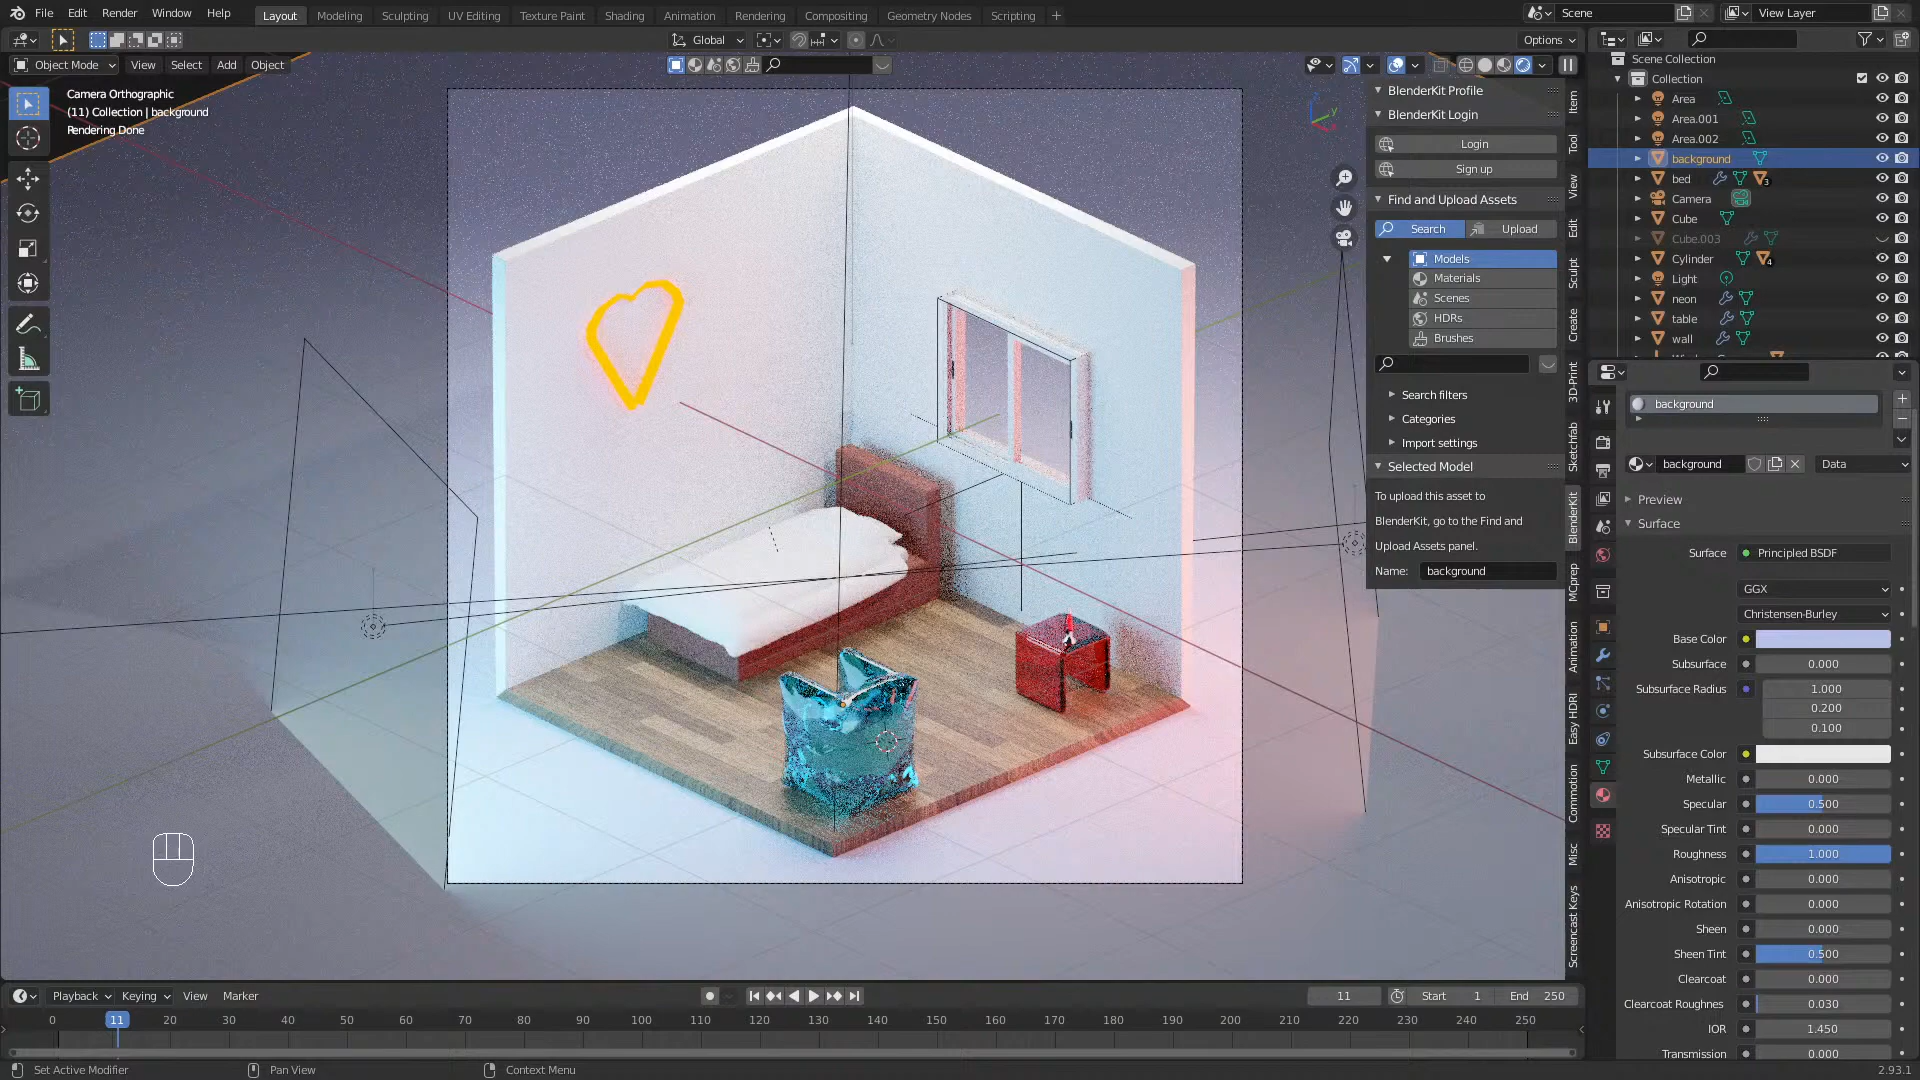 File Edit Render Window Help Layout Modeling Sculpting UV Editing Texture Paint Shading Animation Rendering Compositing Geometry Nodes Scripting + Scene View Layer
Global Options
Object Mode View Select Add Object
Camera Orthographic
(11) Collection | background
Rendering Done
BlenderKit Profile
BlenderKit Login
Login
Sign up
Find and Upload Assets
Search Upload
Models
Materials
Scenes
HDRs
Brushes
Search filters
Categories
Import settings
Selected Model
To upload this asset to
BlenderKit, go to the Find and
Upload Assets panel.
Name: background
Item
Tool
View
Edit
Sculpt
Create
3D-Print
Sketchfab
BlenderKit
MCprep
Animation
Easy HDRI
Commotion
Misc
Screencast Keys
Scene Collection
Collection
Area
Area.001
Area.002
background
bed 3
Camera
Cube
Cube.003
Cylinder 4
Light
neon
table
wall
background
background Data
Preview
Surface
Surface Principled BSDF
GGX
Christensen-Burley
Base Color
Subsurface 0.000
Subsurface Radius 1.000
0.200
0.100
Subsurface Color
Metallic 0.000
Specular 0.500
Specular Tint 0.000
Roughness 1.000
Anisotropic 0.000
Anisotropic Rotation 0.000
Sheen 0.000
Sheen Tint 0.500
Clearcoat 0.000
Clearcoat Roughnes 0.030
IOR 1.450
Transmission 0.000
Playback Keying View Marker 11 Start 1 End 250
0 11 20 30 40 50 60 70 80 90 100 110 120 130 140 150 160 170 180 190 200 210 220 230 240 250
Set Active Modifier Pan View Context Menu 2.93.1